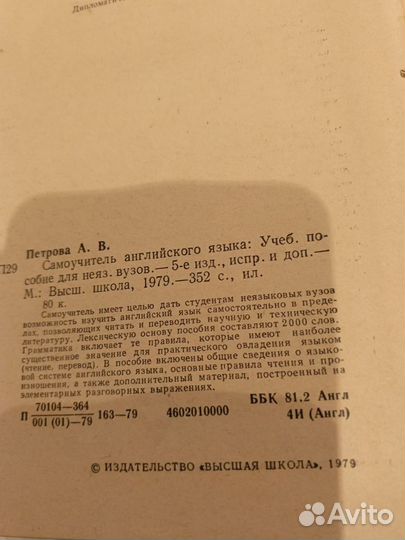 Дипломатич
Петрова А. В.
П29 Самоучитель английского языка: Учеб. по-
собие для неяз. вузов.— 5-е изд., испр. и доп.—
М.: Высш. школа, 1979.—352 с., ил.
80 к.
Самоучитель имеет целью дать студентам неязыковых вузов
возможность изучить английский язык самостоятельно в преде-
лах, позволяющих читать и переводить научную и техническую
литературу. Лексическую основу пособия составляют 2000 слов.
Грамматика включает те правила, которые имеют наиболее
существенное значение для практического овладения языком
(чтение, перевод). В пособие включены общие сведения о языко-
вой системе английского языка, основные правила чтения и про-
изношения, а также дополнительный материал, построенный на
элементарных разговорных выражениях.
П 70104—364
001 (01)—79 163—79 4602010000 ББК 81.2 Англ
4И (Англ)
© ИЗДАТЕЛЬСТВО «ВЫСШАЯ ШКОЛА», 1979
Avito